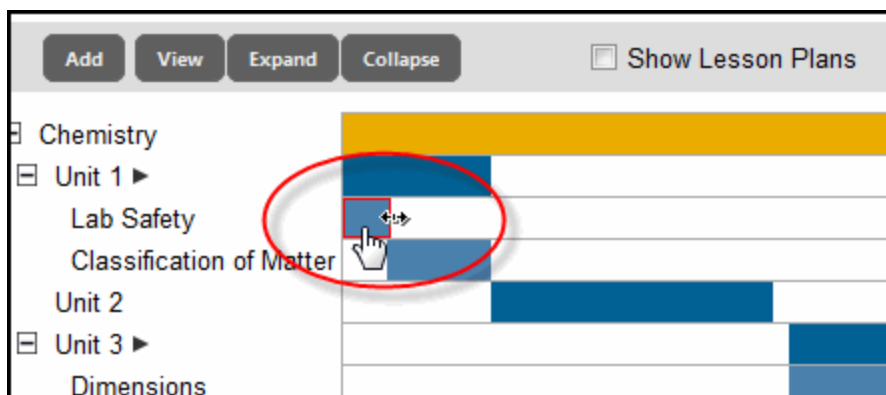 Add View Expand Collapse Show Lesson Plans
Chemistry
Unit 1
Lab Safety
Classification of Matter
Unit 2
Unit 3
Dimensions